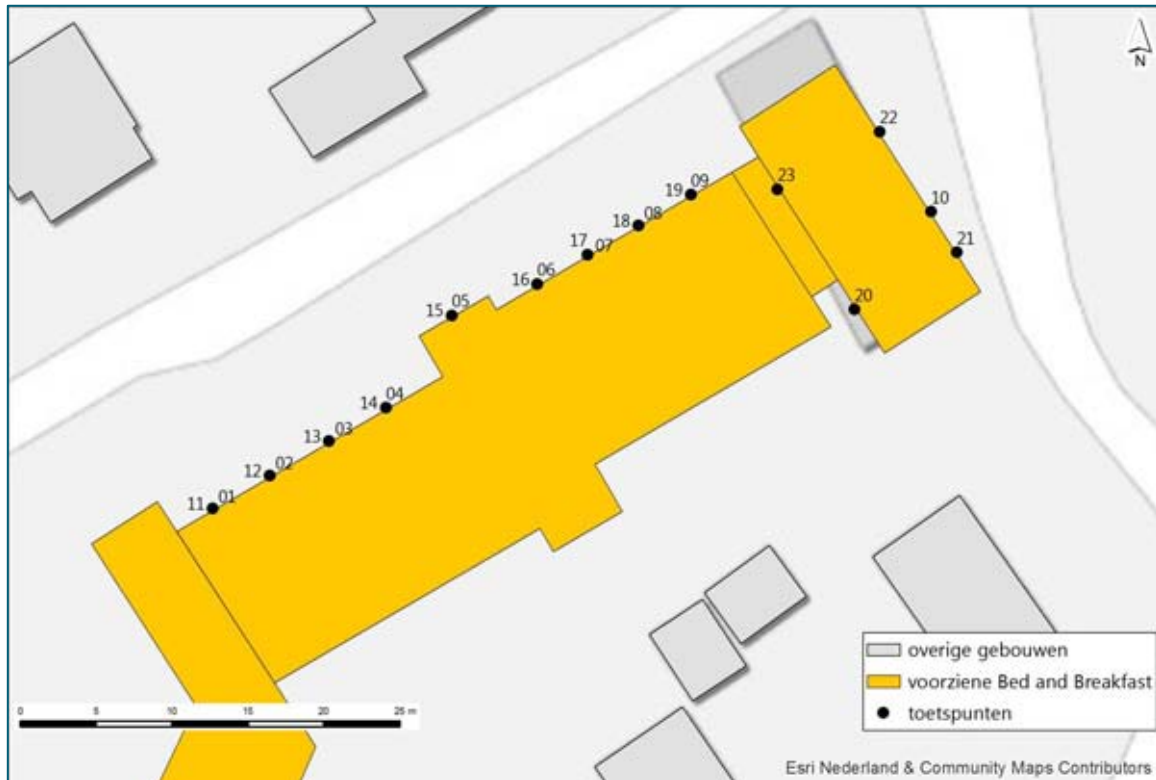 N
22
23
10
19 09
18 08
21
17 07
16 06
20
15 05
14 04
13 03
12 02
11 01
overige gebouwen
voorziene Bed and Breakfast
toetspunten
0 5 10 15 20 25 m
Esri Nederland & Community Maps Contributors